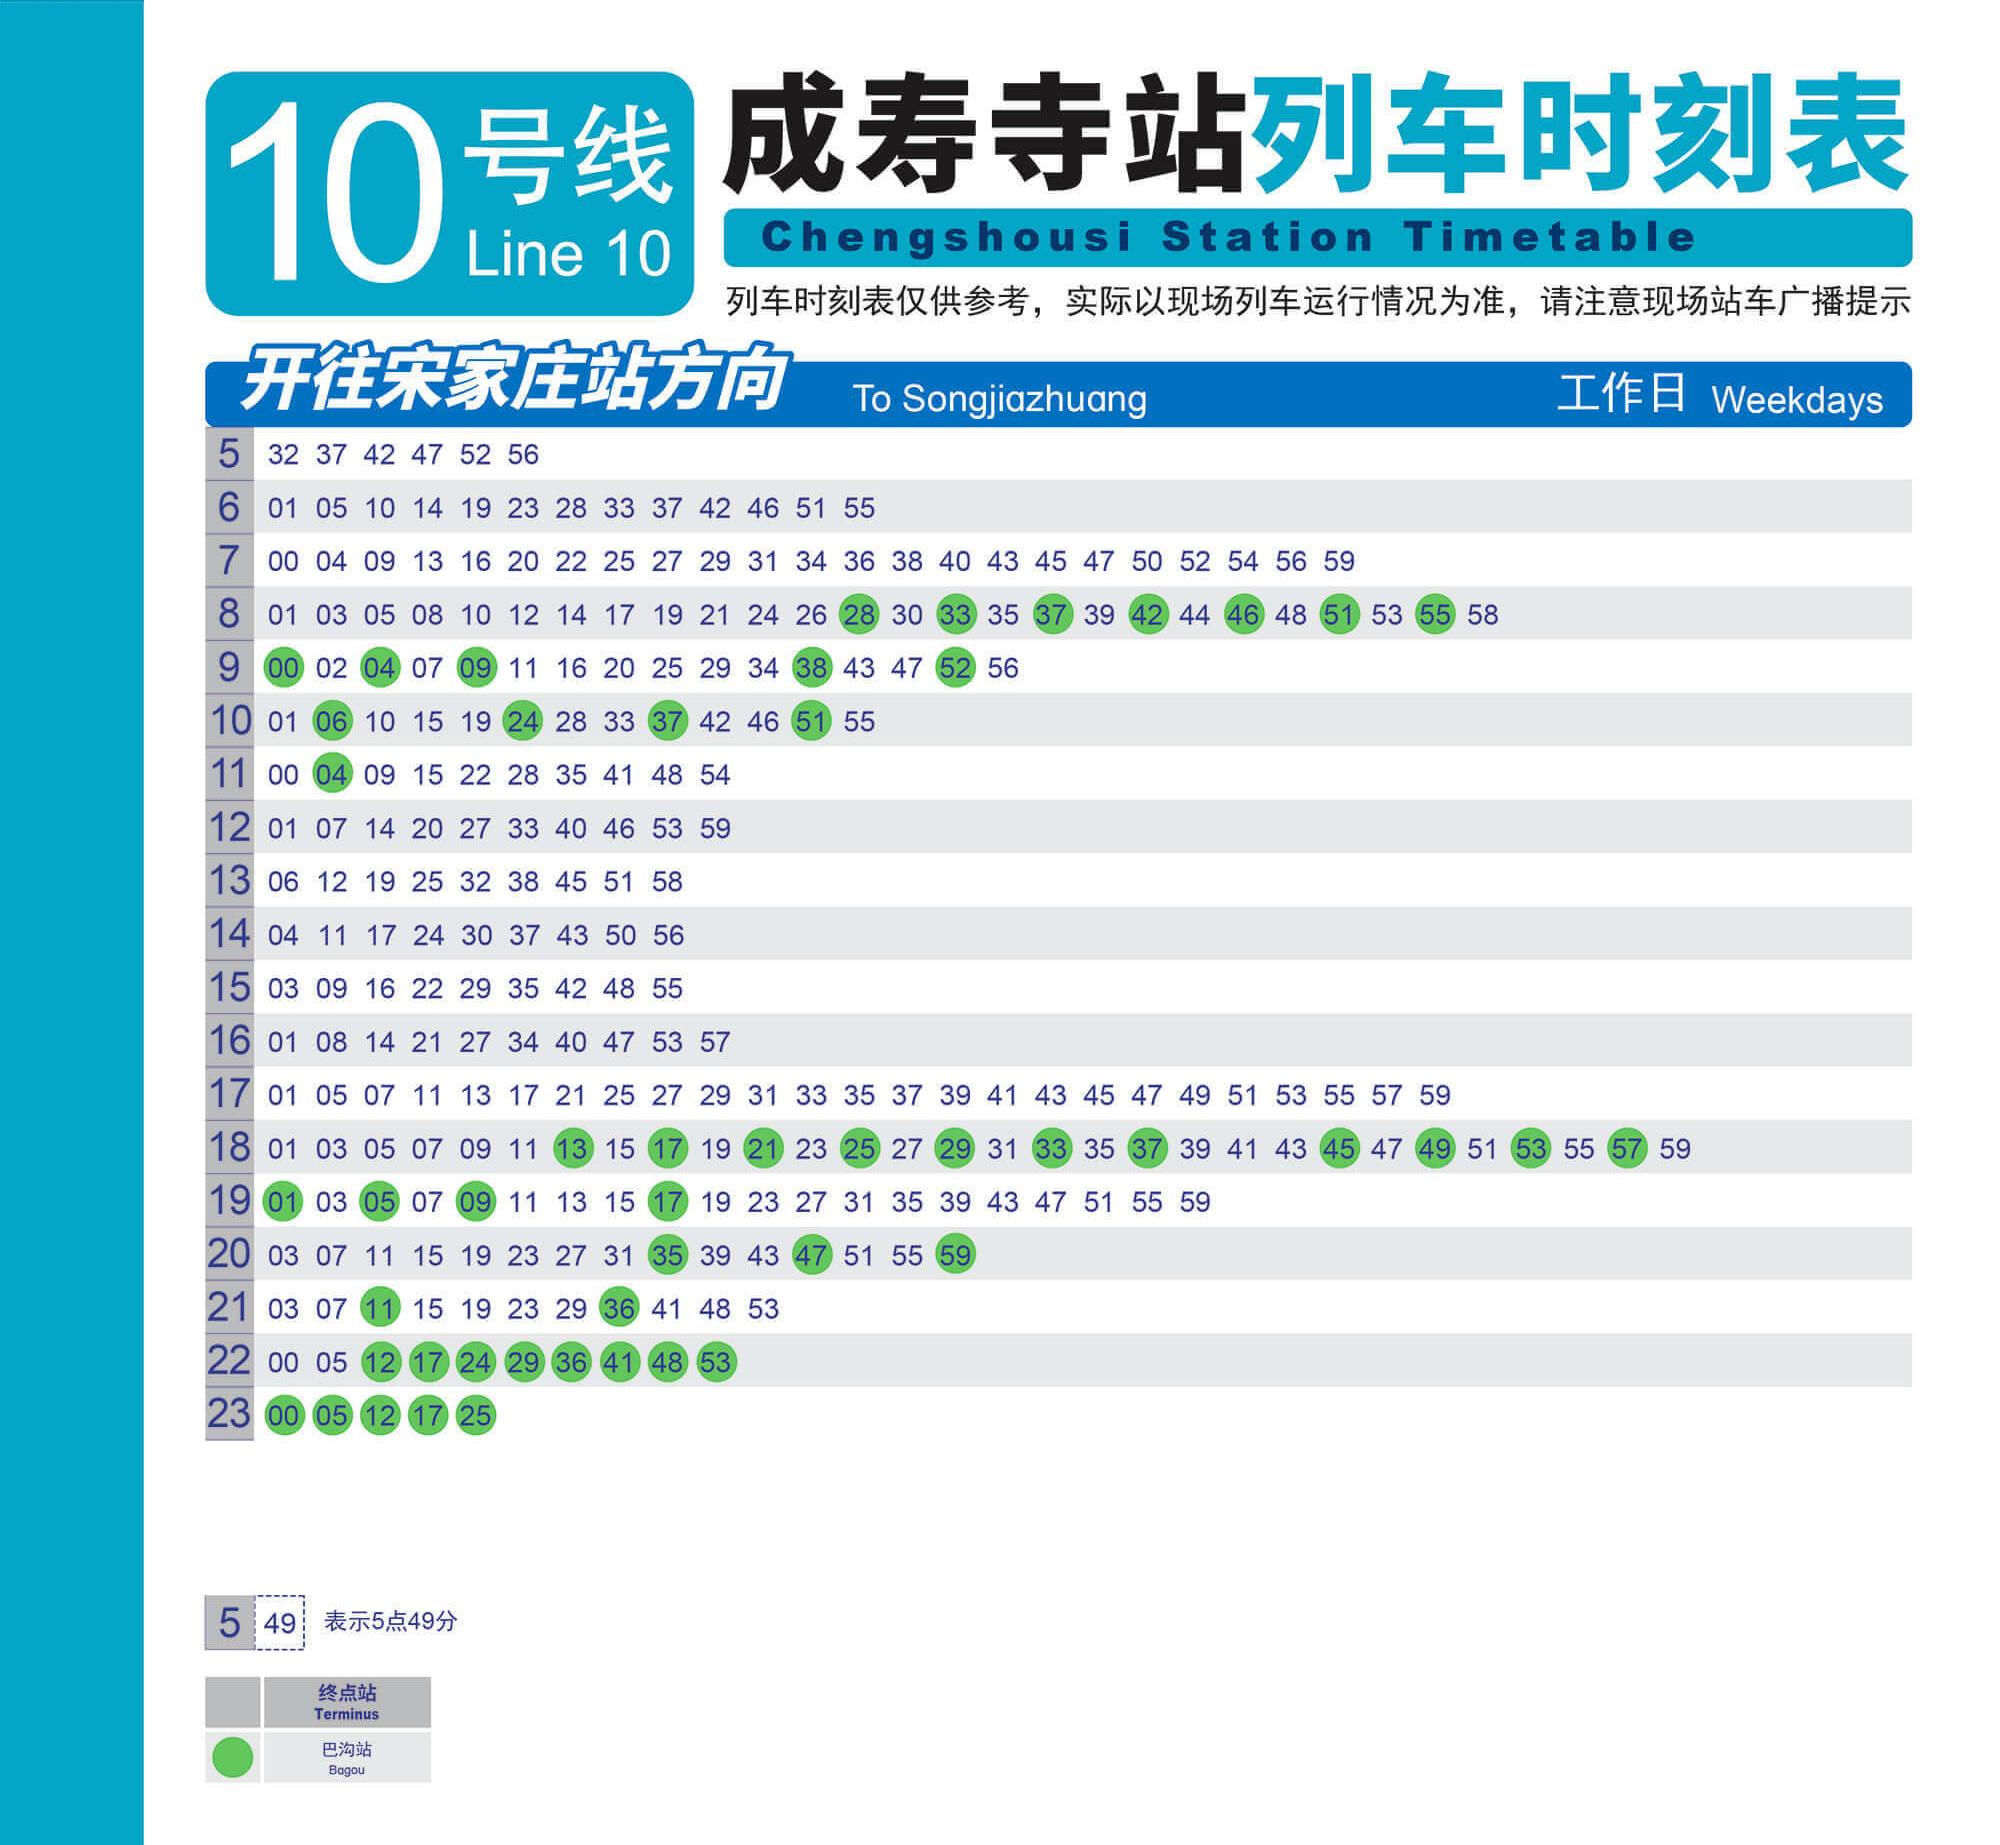 10号线
Line 10
成寿寺站列车时刻表
Chengshousi Station Timetable
列车时刻表仅供参考，实际以现场列车运行情况为准，请注意现场站车广播提示
开往宋家庄站方向 To Songjiazhuang 工作日 Weekdays
5 32 37 42 47 52 56
6 01 05 10 14 19 23 28 33 37 42 46 51 55
7 00 04 09 13 16 20 22 25 27 29 31 34 36 38 40 43 45 47 50 52 54 56 59
8 01 03 05 08 10 12 14 17 19 21 24 26 28 30 33 35 37 39 42 44 46 48 51 53 55 58
9 00 02 04 07 09 11 16 20 25 29 34 38 43 47 52 56
10 01 06 10 15 19 24 28 33 37 42 46 51 55
11 00 04 09 15 22 28 35 41 48 54
12 01 07 14 20 27 33 40 46 53 59
13 06 12 19 25 32 38 45 51 58
14 04 11 17 24 30 37 43 50 56
15 03 09 16 22 29 35 42 48 55
16 01 08 14 21 27 34 40 47 53 57
17 01 05 07 11 13 17 21 25 27 29 31 33 35 37 39 41 43 45 47 49 51 53 55 57 59
18 01 03 05 07 09 11 13 15 17 19 21 23 25 27 29 31 33 35 37 39 41 43 45 47 49 51 53 55 57 59
19 01 03 05 07 09 11 13 15 17 19 23 27 31 35 39 43 47 51 55 59
20 03 07 11 15 19 23 27 31 35 39 43 47 51 55 59
21 03 07 11 15 19 23 29 36 41 48 53
22 00 05 12 17 24 29 36 41 48 53
23 00 05 12 17 25
5 49 表示5点49分
终点站
Terminus
巴沟站
Bagou